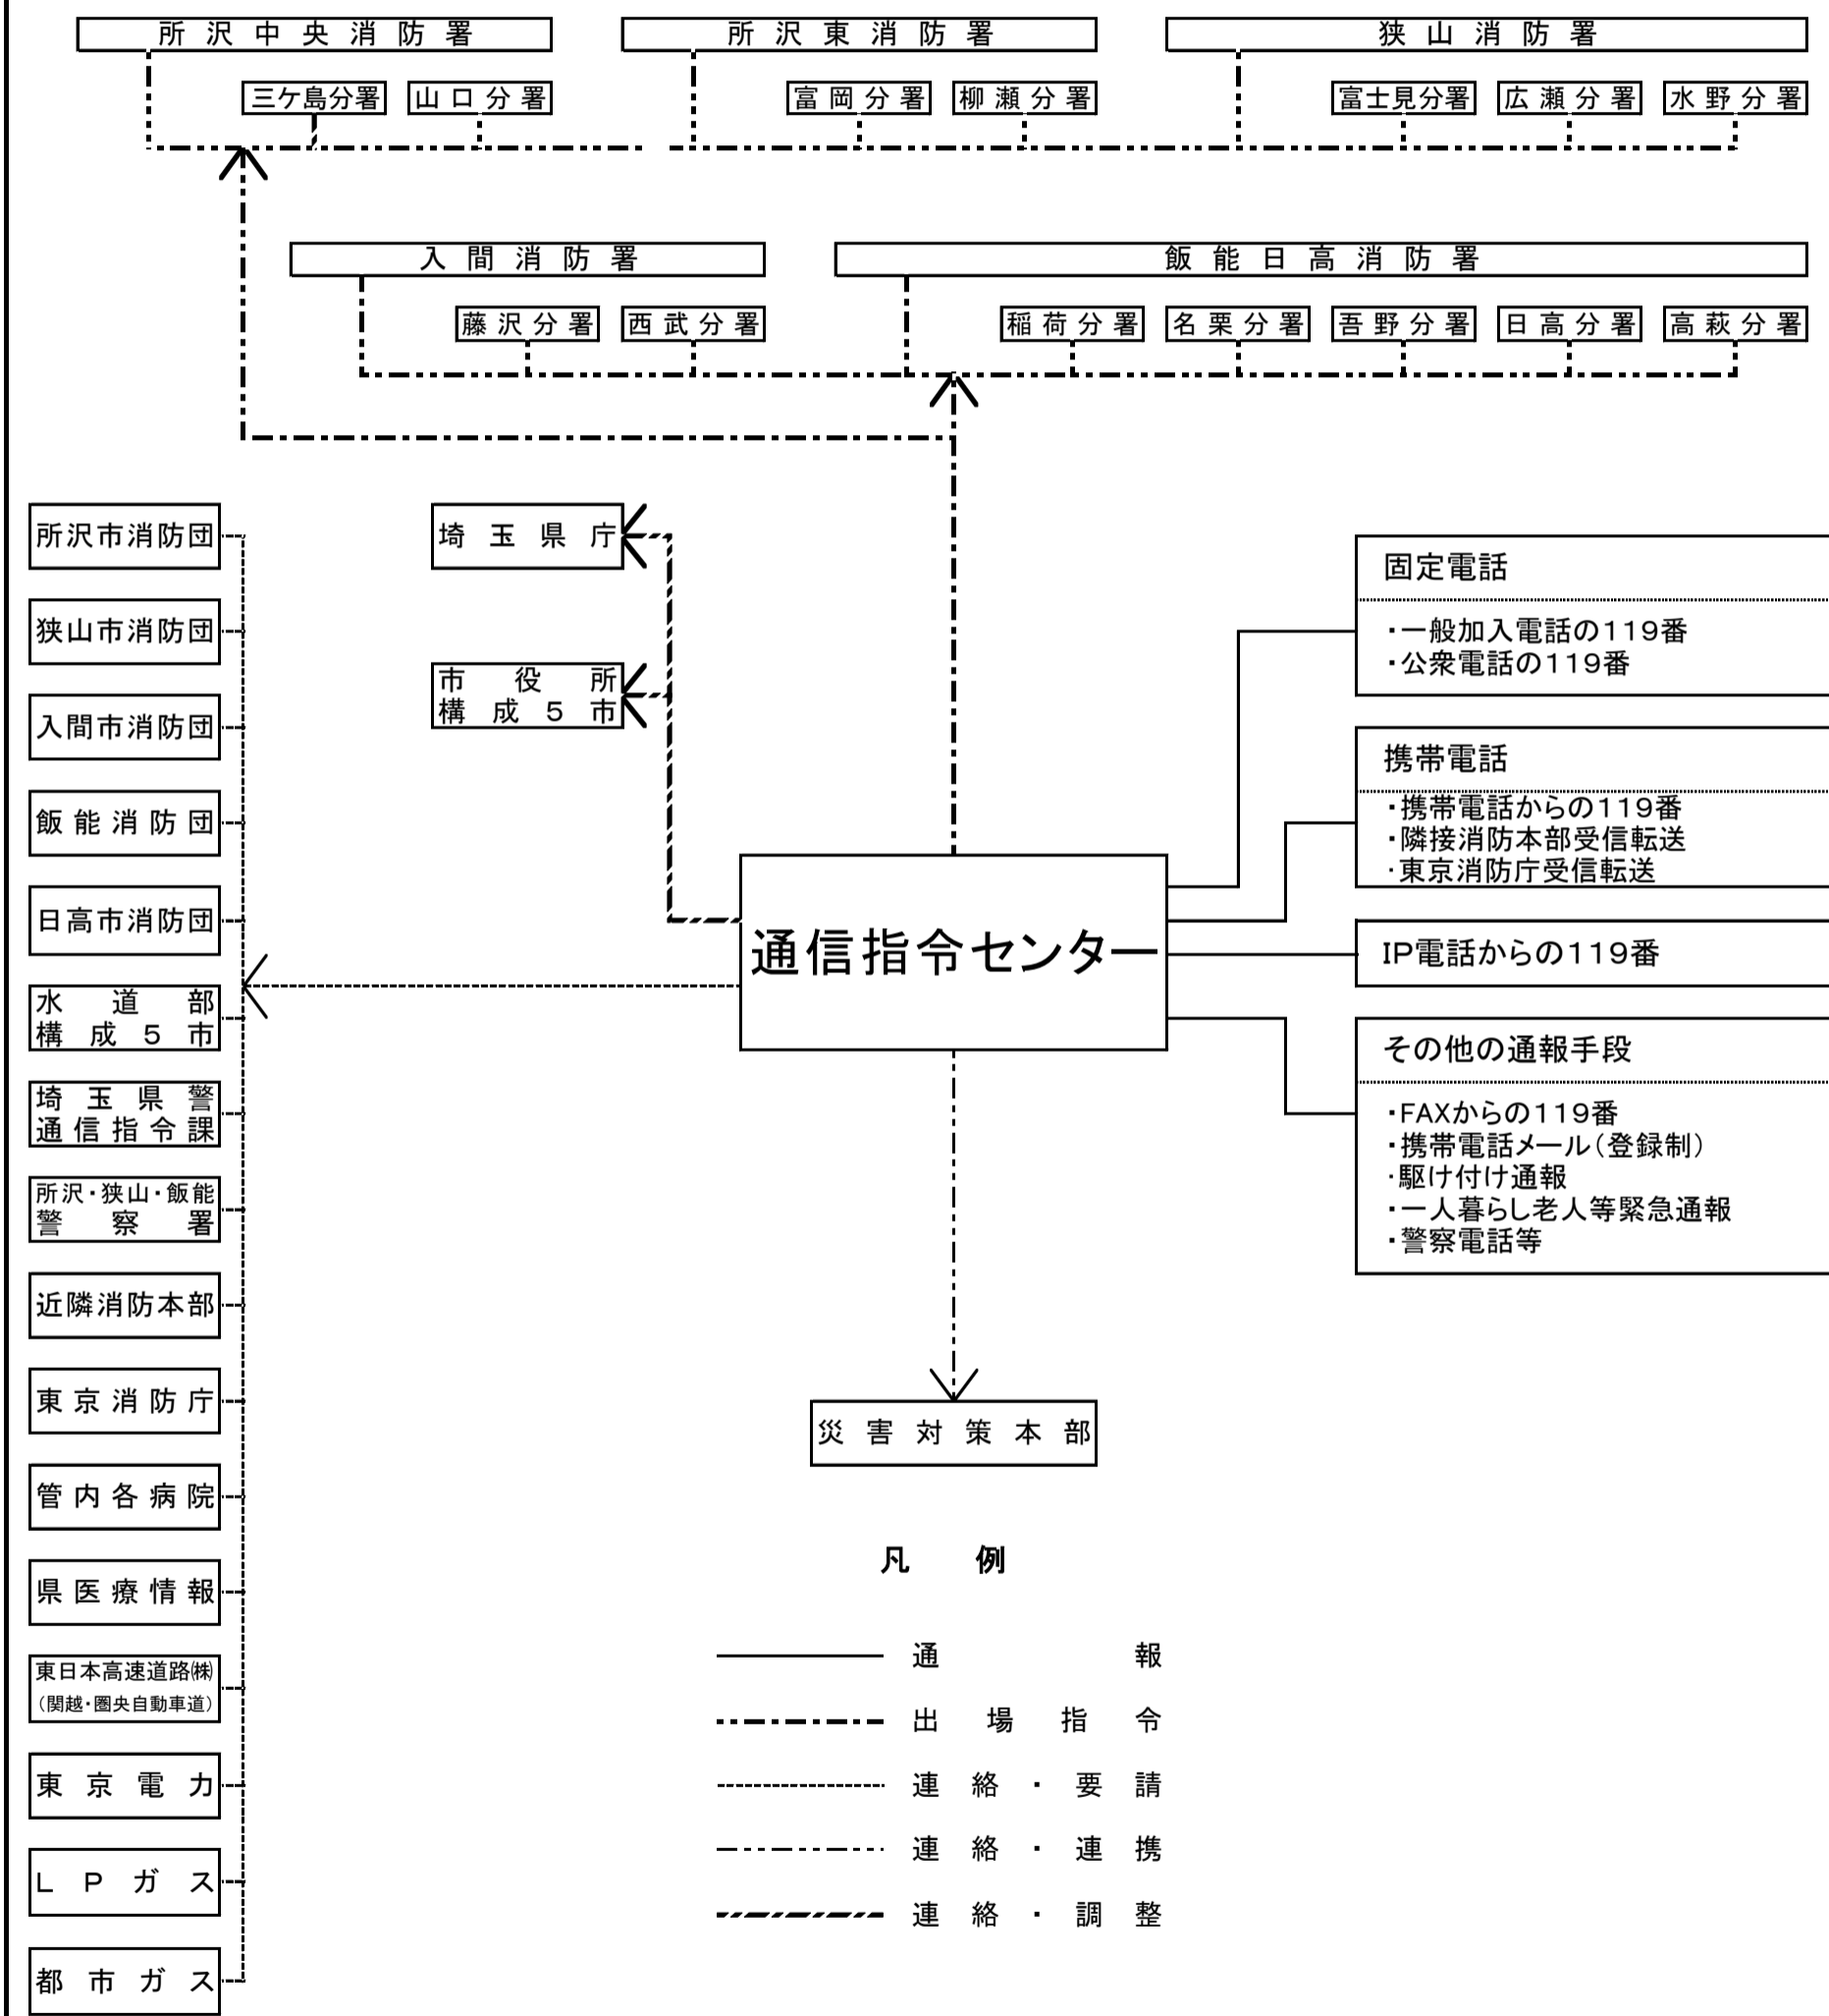 所沢中央消防署
所沢東消防署
狭山消防署
三ケ島分署
山口分署
富岡分署
柳瀬分署
富士見分署
広瀬分署
水野分署
入間消防署
飯能日高消防署
藤沢分署
西武分署
稲荷分署
名栗分署
吾野分署
日高分署
高萩分署
所沢市消防団
狭山市消防団
入間市消防団
飯能消防団
日高市消防団
水道部
構成５市
埼玉県警
通信指令課
所沢・狭山・飯能
警察署
近隣消防本部
東京消防庁
管内各病院
県医療情報
東日本高速道路㈱
（関越・圏央自動車道）
東京電力
ＬＰガス
都市ガス
埼玉県庁
市役所
構成５市
通信指令センター
固定電話
・一般加入電話の119番
・公衆電話の119番
携帯電話
・携帯電話からの119番
・隣接消防本部受信転送
・東京消防庁受信転送
IP電話からの119番
その他の通報手段
・FAXからの119番
・携帯電話メール（登録制）
・駆け付け通報
・一人暮らし老人等緊急通報
・警察電話等
災害対策本部
凡例
通報
出場指令
連絡・要請
連絡・連携
連絡・調整